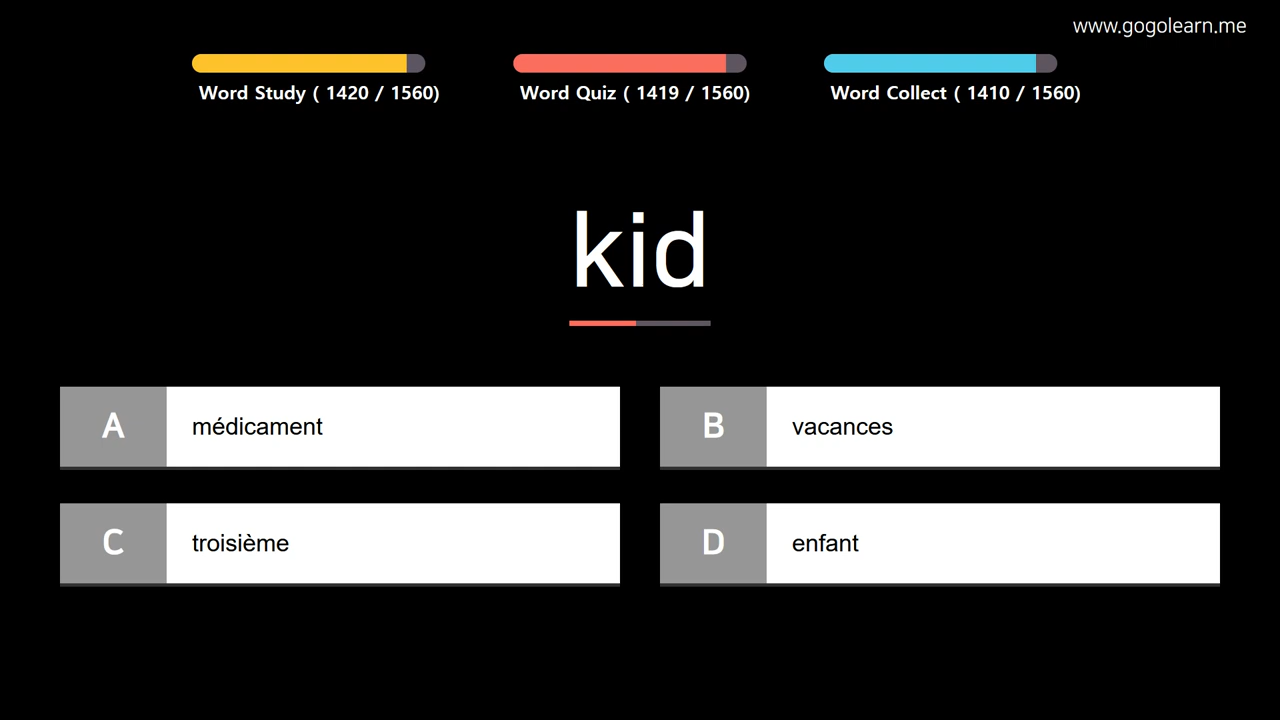 www.gogolearn.me
Word Study ( 1420 / 1560)
Word Quiz ( 1419 / 1560)
Word Collect ( 1410 / 1560)
kid
A médicament
B vacances
C troisième
D enfant